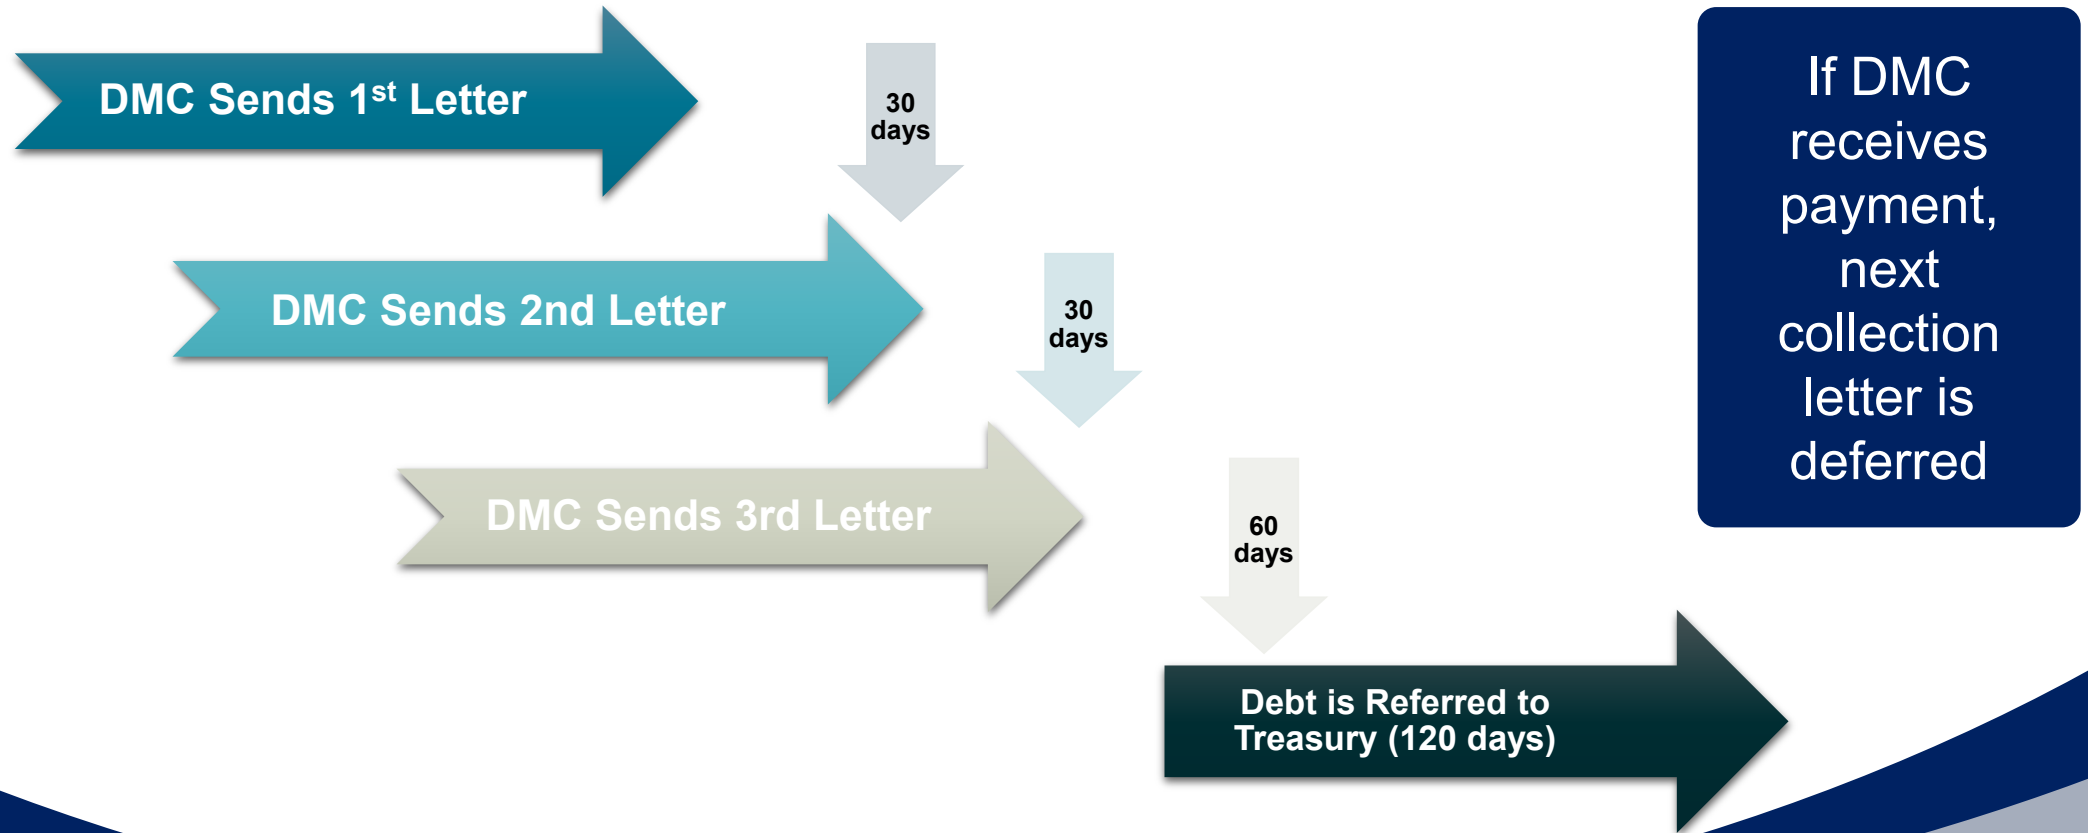 DMC Sends 1st Letter
30
days
DMC Sends 2nd Letter
30
days
DMC Sends 3rd Letter
60
days
Debt is Referred to
Treasury (120 days)
If DMC
receives
payment,
next
collection
letter is
deferred